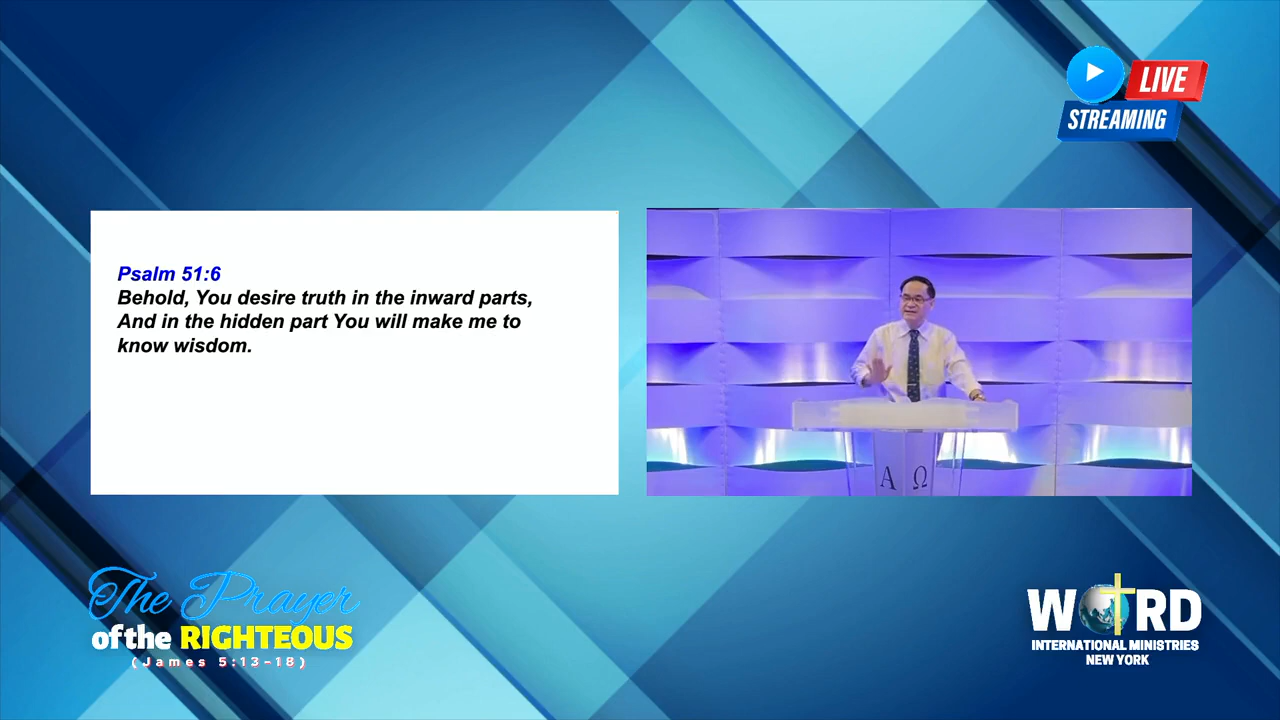 LIVE
STREAMING
Psalm 51:6
Behold, You desire truth in the inward parts,
And in the hidden part You will make me to
know wisdom.
Α Ω
The Prayer
of the RIGHTEOUS
(James 5:13-18)
WORD
INTERNATIONAL MINISTRIES
NEW YORK